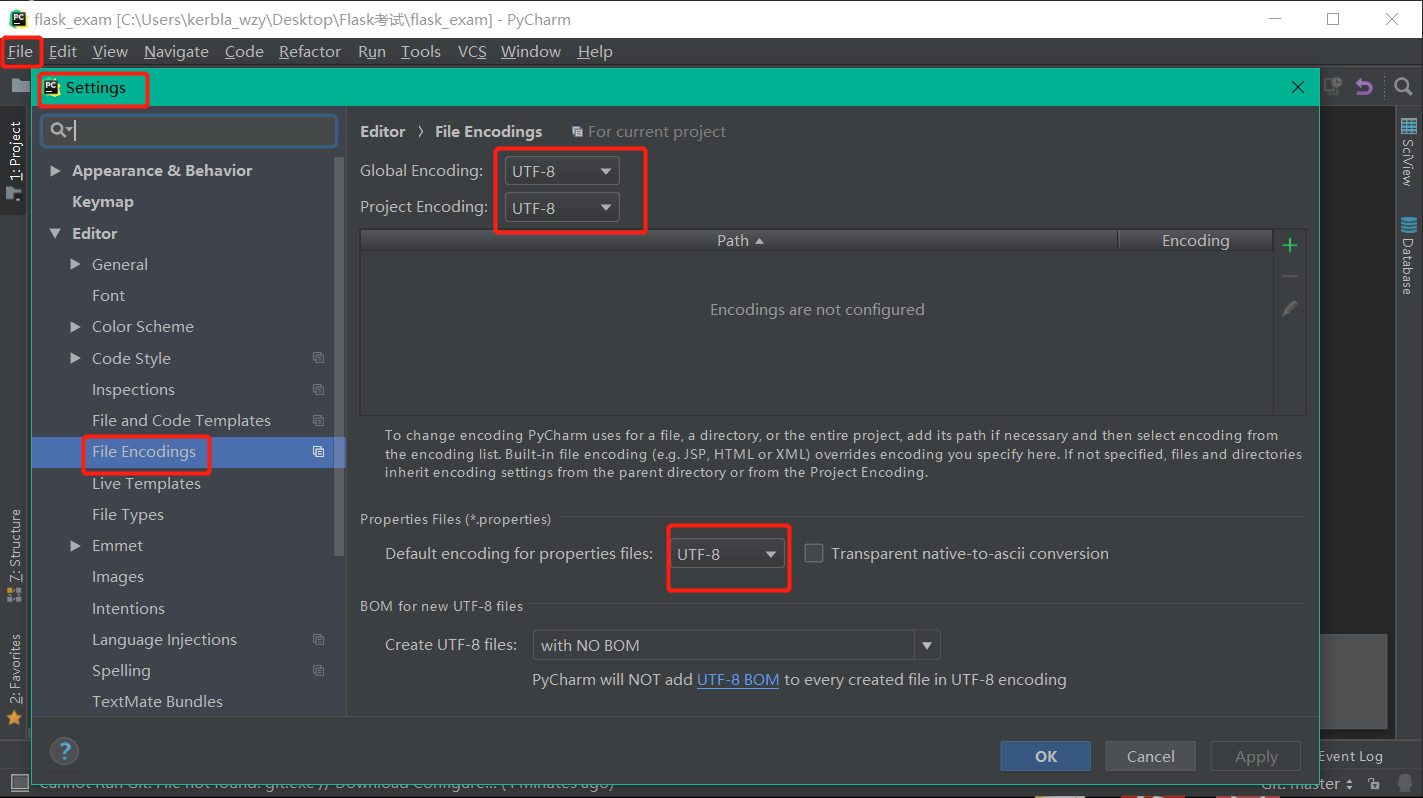 flask_exam [C:\Users\kerbla_wzy\Desktop\Flask考试\flask_exam] - PyCharm
File Edit View Navigate Code Refactor Run Tools VCS Window Help
Settings
1: Project
7: Structure
2: Favorites
Appearance & Behavior
Keymap
Editor
General
Font
Color Scheme
Code Style
Inspections
File and Code Templates
File Encodings
Live Templates
File Types
Emmet
Images
Intentions
Language Injections
Spelling
TextMate Bundles
Editor › File Encodings For current project
Global Encoding: UTF-8
Project Encoding: UTF-8
Path Encoding
Encodings are not configured
To change encoding PyCharm uses for a file, a directory, or the entire project, add its path if necessary and then select encoding from
the encoding list. Built-in file encoding (e.g. JSP, HTML or XML) overrides encoding you specify here. If not specified, files and directories
inherit encoding settings from the parent directory or from the Project Encoding.
Properties Files (*.properties)
Default encoding for properties files: UTF-8 Transparent native-to-ascii conversion
BOM for new UTF-8 files
Create UTF-8 files: with NO BOM
PyCharm will NOT add UTF-8 BOM to every created file in UTF-8 encoding
? OK Cancel Apply
SciView
Database
Event Log
Cannot Run Git: File not found: git.exe // Download Configure...